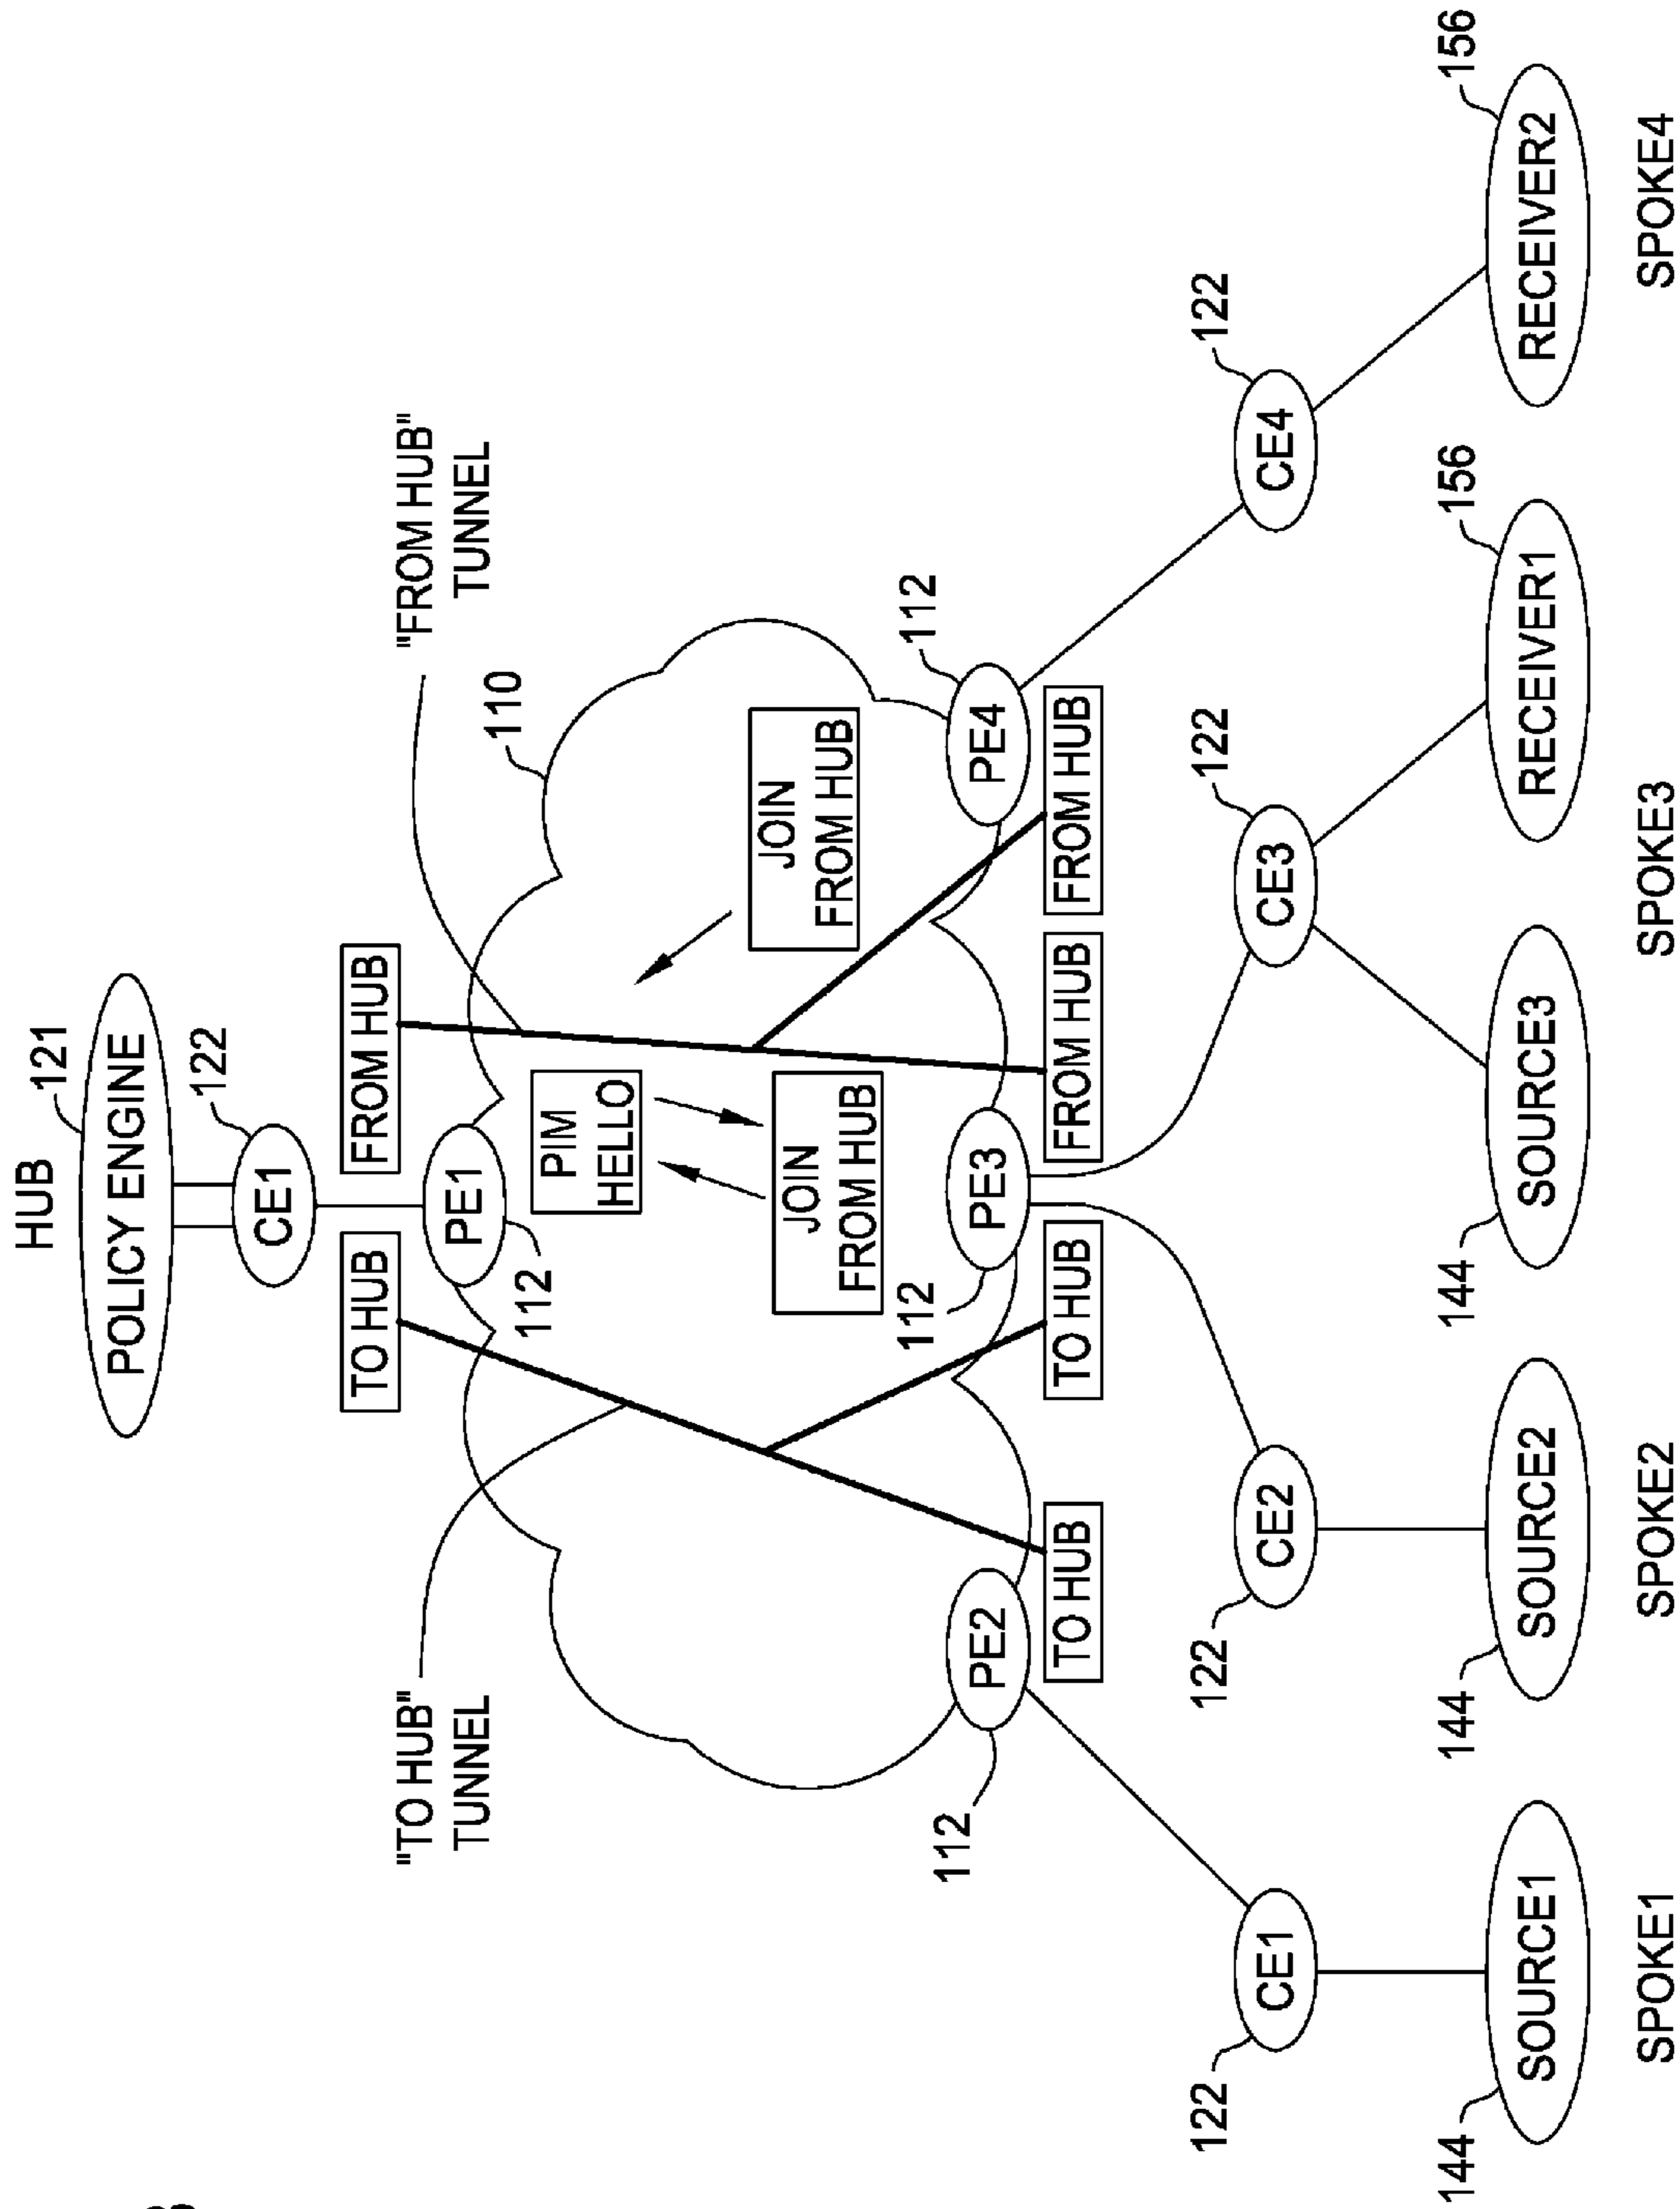 HUB
POLICY ENGINE
121
CE1
122
TO HUB
FROM HUB
"TO HUB"
TUNNEL
"FROM HUB"
TUNNEL
PE1
112
110
PIM
HELLO
JOIN
FROM HUB
JOIN
FROM HUB
112
PE2
112
PE3
PE4
112
TO HUB
TO HUB
FROM HUB
FROM HUB
122
CE1
122
CE2
CE3
122
CE4
122
144
SOURCE1
144
SOURCE2
144
SOURCE3
RECEIVER1
156
RECEIVER2
156
SPOKE1
SPOKE2
SPOKE3
SPOKE4